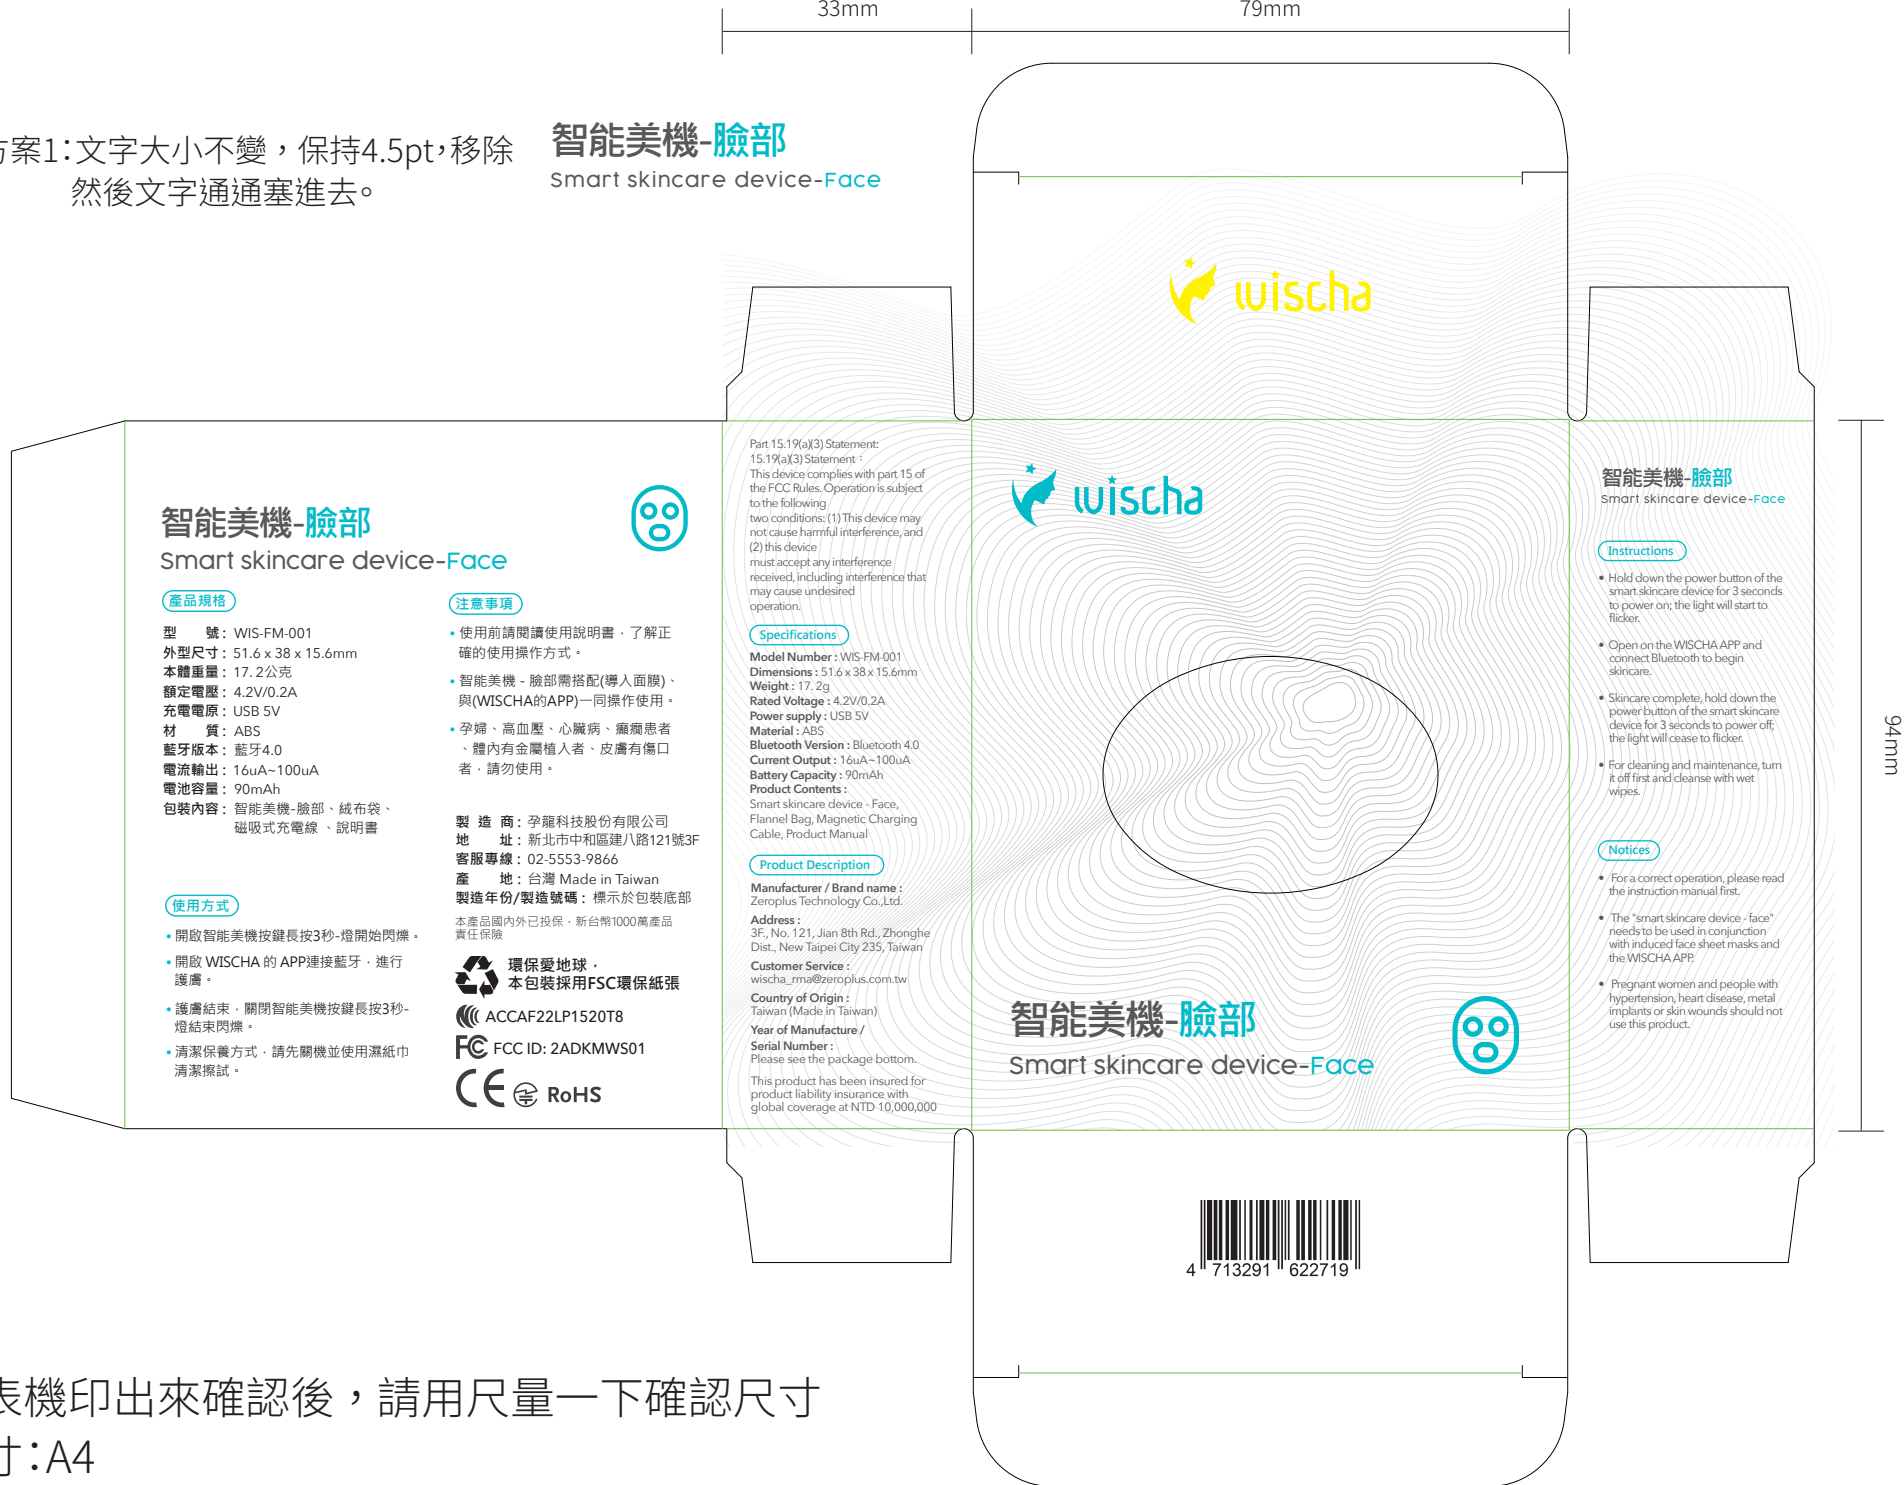 33mm
79mm
方案1：文字大小不變，保持4.5pt，移除
然後文字通通塞進去。
智能美機-臉部
Smart skincare device-Face
wischa
智能美機-臉部
Smart skincare device-Face
產品規格
型　　號 : WIS-FM-001
外型尺寸 : 51.6 x 38 x 15.6mm
本體重量 : 17. 2公克
額定電壓 : 4.2V/0.2A
充電電原 : USB 5V
材　　質 : ABS
藍牙版本 : 藍牙4.0
電流輸出 : 16uA~100uA
電池容量 : 90mAh
包裝內容 : 智能美機-臉部、絨布袋、
磁吸式充電線 、說明書
使用方式
• 開啟智能美機按鍵長按3秒-燈開始閃爍。
• 開啟 WISCHA 的 APP連接藍牙，進行
護膚。
• 護膚結束，關閉智能美機按鍵長按3秒-
燈結束閃爍。
• 清潔保養方式，請先關機並使用濕紙巾
清潔擦試。
注意事項
• 使用前請閱讀使用說明書，了解正
確的使用操作方式。
• 智能美機 - 臉部需搭配(導入面膜)、
與(WISCHA的APP)一同操作使用。
• 孕婦、高血壓、心臟病、癲癇患者
、體內有金屬植入者、皮膚有傷口
者，請勿使用。
製 造 商 : 孕龍科技股份有限公司
地　　址 : 新北市中和區建八路121號3F
客服專線 : 02-5553-9866
產　　地 : 台灣 Made in Taiwan
製造年份/製造號碼 : 標示於包裝底部
本產品國內外已投保，新台幣1000萬產品
責任保險
環保愛地球，
本包裝採用FSC環保紙張
ACCAF22LP1520T8
FC FCC ID: 2ADKMWS01
CE RoHS
Part 15.19(a)(3) Statement:
15.19(a)(3) Statement：
This device complies with part 15 of
the FCC Rules. Operation is subject
to the following
two conditions: (1) This device may
not cause harmful interference, and
(2) this device
must accept any interference
received, including interference that
may cause undesired
operation.
Specifications
Model Number : WIS-FM-001
Dimensions : 51.6 x 38 x 15.6mm
Weight : 17. 2g
Rated Voltage : 4.2V/0.2A
Power supply : USB 5V
Material : ABS
Bluetooth Version : Bluetooth 4.0
Current Output : 16uA~100uA
Battery Capacity : 90mAh
Product Contents :
Smart skincare device - Face,
Flannel Bag, Magnetic Charging
Cable, Product Manual
Product Description
Manufacturer / Brand name :
Zeroplus Technology Co.,Ltd.
Address :
3F., No. 121, Jian 8th Rd., Zhonghe
Dist., New Taipei City 235, Taiwan
Customer Service :
wischa_rma@zeroplus.com.tw
Country of Origin :
Taiwan (Made in Taiwan)
Year of Manufacture /
Serial Number :
Please see the package bottom.
This product has been insured for
product liability insurance with
global coverage at NTD 10,000,000
wischa
智能美機-臉部
Smart skincare device-Face
智能美機-臉部
Smart skincare device-Face
Instructions
• Hold down the power button of the
smart skincare device for 3 seconds
to power on; the light will start to
flicker.
• Open on the WISCHA APP and
connect Bluetooth to begin
skincare.
• Skincare complete, hold down the
power button of the smart skincare
device for 3 seconds to power off;
the light will cease to flicker.
• For cleaning and maintenance, turn
it off first and cleanse with wet
wipes.
Notices
• For a correct operation, please read
the instruction manual first.
• The "smart skincare device - face"
needs to be used in conjunction
with induced face sheet masks and
the WISCHA APP.
• Pregnant women and people with
hypertension, heart disease, metal
implants or skin wounds should not
use this product.
94mm
4 713291 622719
表機印出來確認後，請用尺量一下確認尺寸
寸：A4